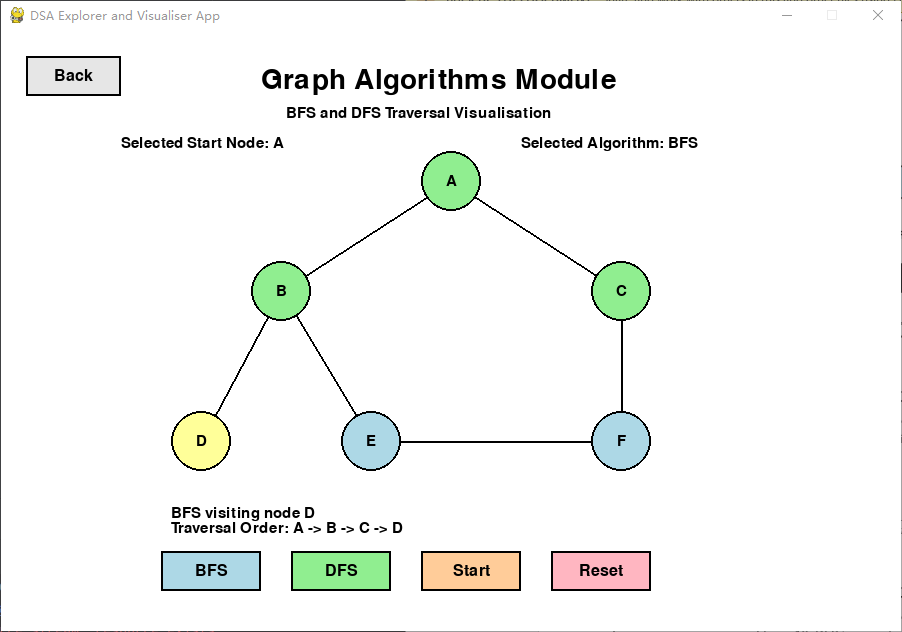 DSA Explorer and Visualiser App
Back
Graph Algorithms Module
BFS and DFS Traversal Visualisation
Selected Start Node: A
Selected Algorithm: BFS
A
B
C
D
E
F
BFS visiting node D
Traversal Order: A -> B -> C -> D
BFS
DFS
Start
Reset